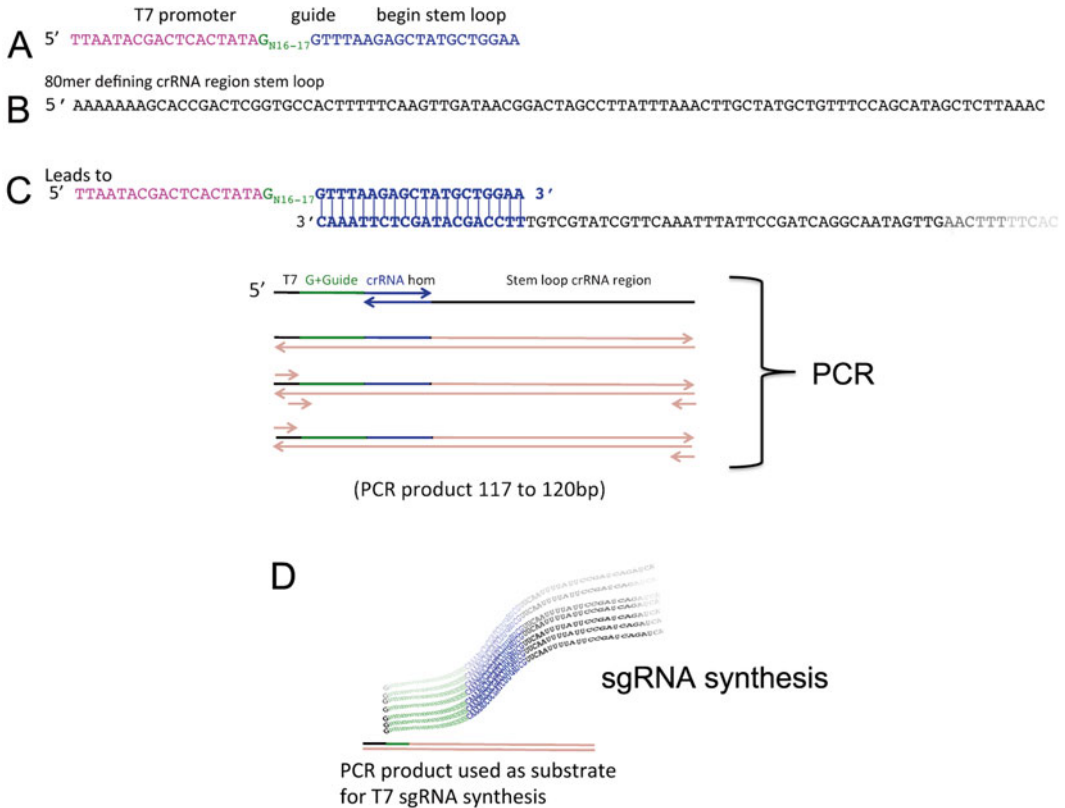 T7 promoter guide begin stem loop
A 5′ TTAATACGACTCACTATAGN16-17GTTTAAGAGCTATGCTGGAA
80mer defining crRNA region stem loop
B 5′ AAAAAAAGCACCGACTCGGTGCCACTTTTTCAAGTTGATAACGGACTAGCCTTATTTAAACTTGCTATGCTGTTTCCAGCATAGCTCTTAAAC
Leads to
C 5′ TTAATACGACTCACTATAGN16-17GTTTAAGAGCTATGCTGGAA 3′
3′CAAATTCTCGATACGACCTTTGTCGTATCGTTCAAATTTATTCCGATCAGGCAATAGTTGAACTTTTTCAC
T7 G+Guide crRNA hom Stem loop crRNA region
5′
PCR
(PCR product 117 to 120bp)
D
sgRNA synthesis
PCR product used as substrate
for T7 sgRNA synthesis